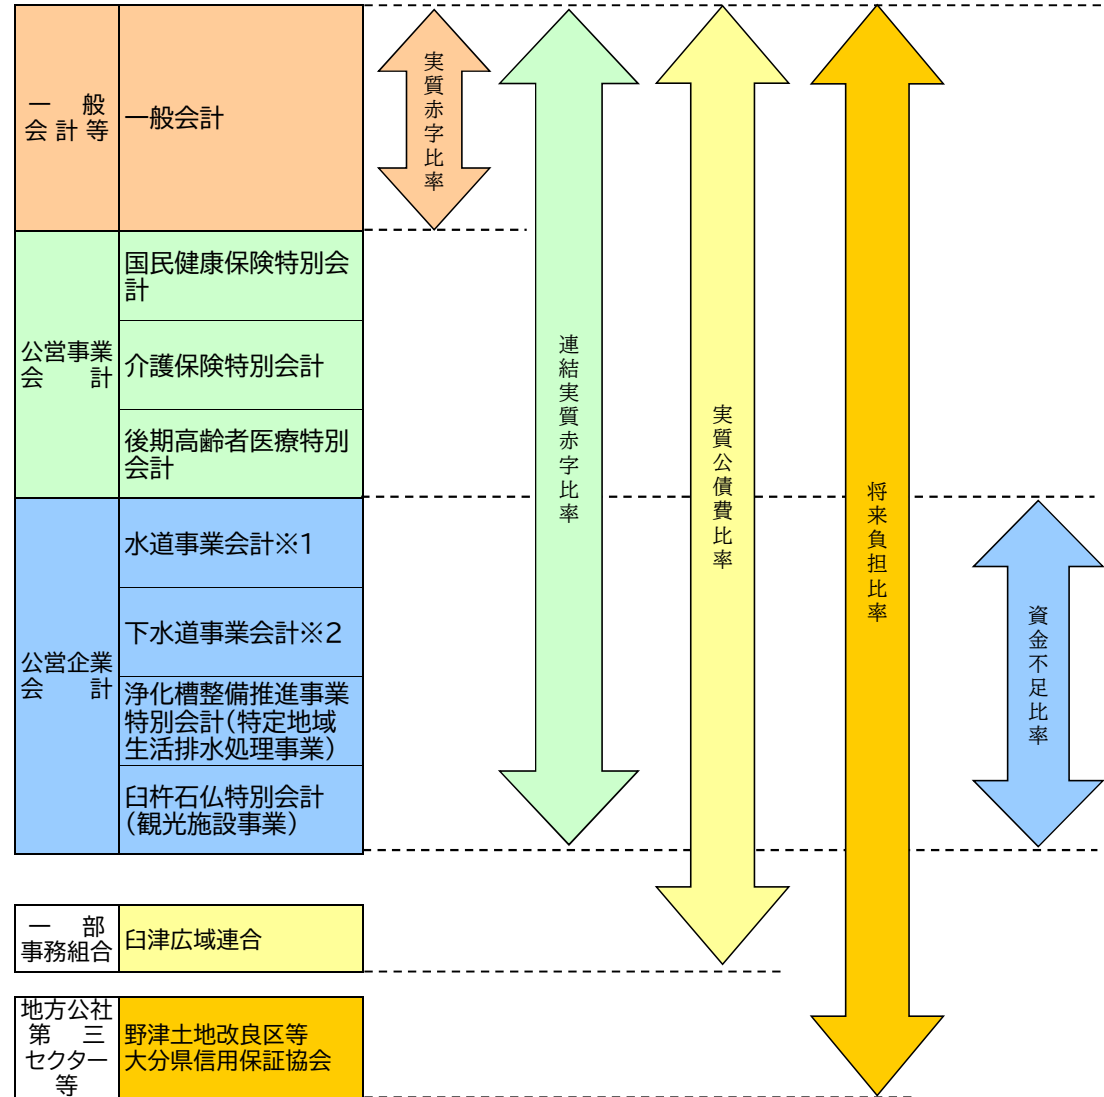 一 般
会 計 等
一般会計
公営事業
会 計
国民健康保険特別会
計
介護保険特別会計
後期高齢者医療特別
会計
公営企業
会 計
水道事業会計※1
下水道事業会計※2
浄化槽整備推進事業
特別会計(特定地域
生活排水処理事業)
臼杵石仏特別会計
(観光施設事業)
一 部
事務組合
臼津広域連合
地方公社
第 三
セクター
等
野津土地改良区等
大分県信用保証協会
実質赤字比率
連結実質赤字比率
実質公債費比率
将来負担比率
資金不足比率